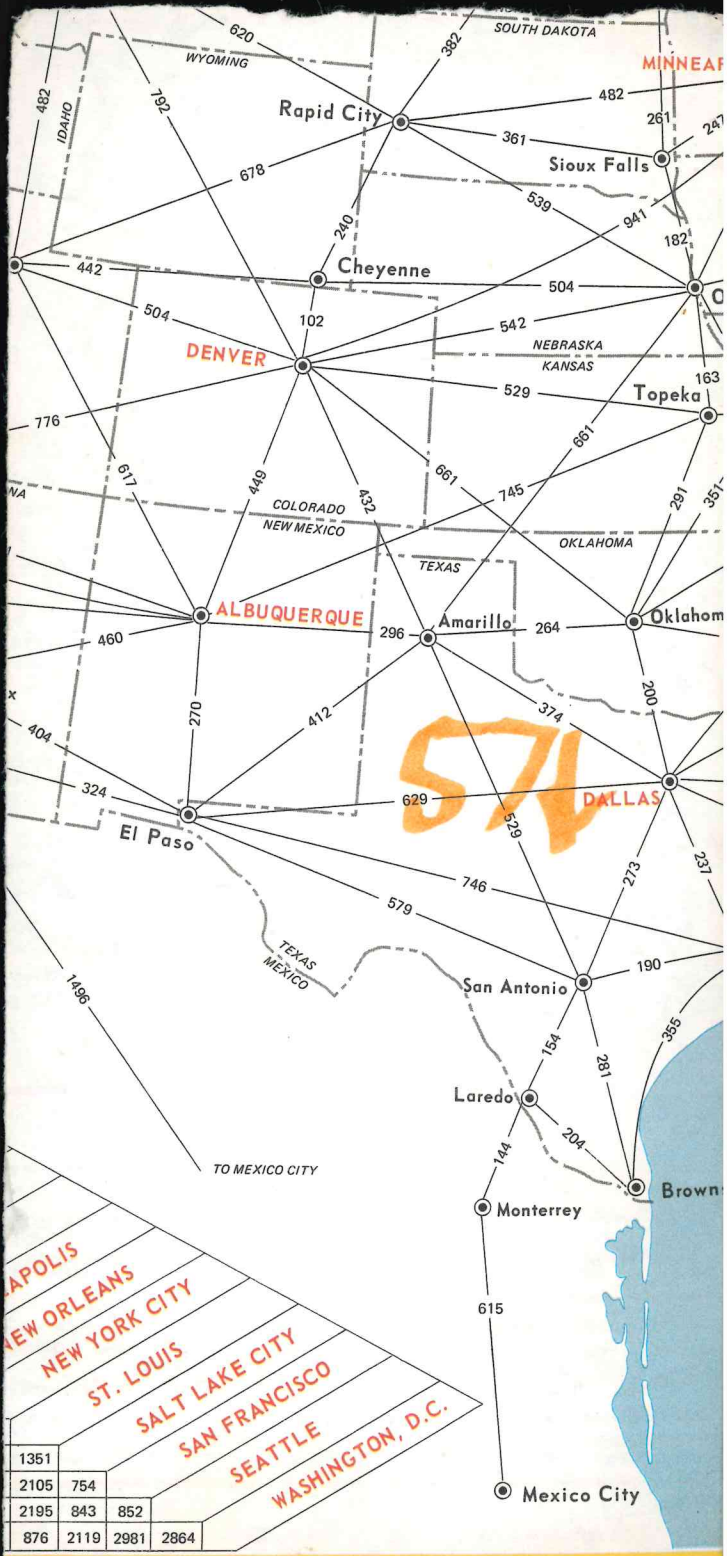 620
382
SOUTH DAKOTA
WYOMING
MINNEAP
482
792
482
Rapid City
261
247
IDAHO
361
Sioux Falls
678
539
941
240
182
Cheyenne
442
504
O
504
102
542
DENVER
NEBRASKA
KANSAS
529
163
Topeka
776
661
617
449
432
661
745
291
351
NA
COLORADO
NEW MEXICO
OKLAHOMA
TEXAS
ALBUQUERQUE
Amarillo
Oklahom
460
296
264
x
270
412
374
200
404
574
324
629
DALLAS
El Paso
529
273
237
746
579
TEXAS
MEXICO
190
San Antonio
1496
355
154
281
Laredo
204
144
TO MEXICO CITY
Browns
Monterrey
615
EAPOLIS
NEW ORLEANS
NEW YORK CITY
ST. LOUIS
SALT LAKE CITY
SAN FRANCISCO
SEATTLE
WASHINGTON, D.C.
1351
2105 754
2195 843 852
876 2119 2981 2864
Mexico City